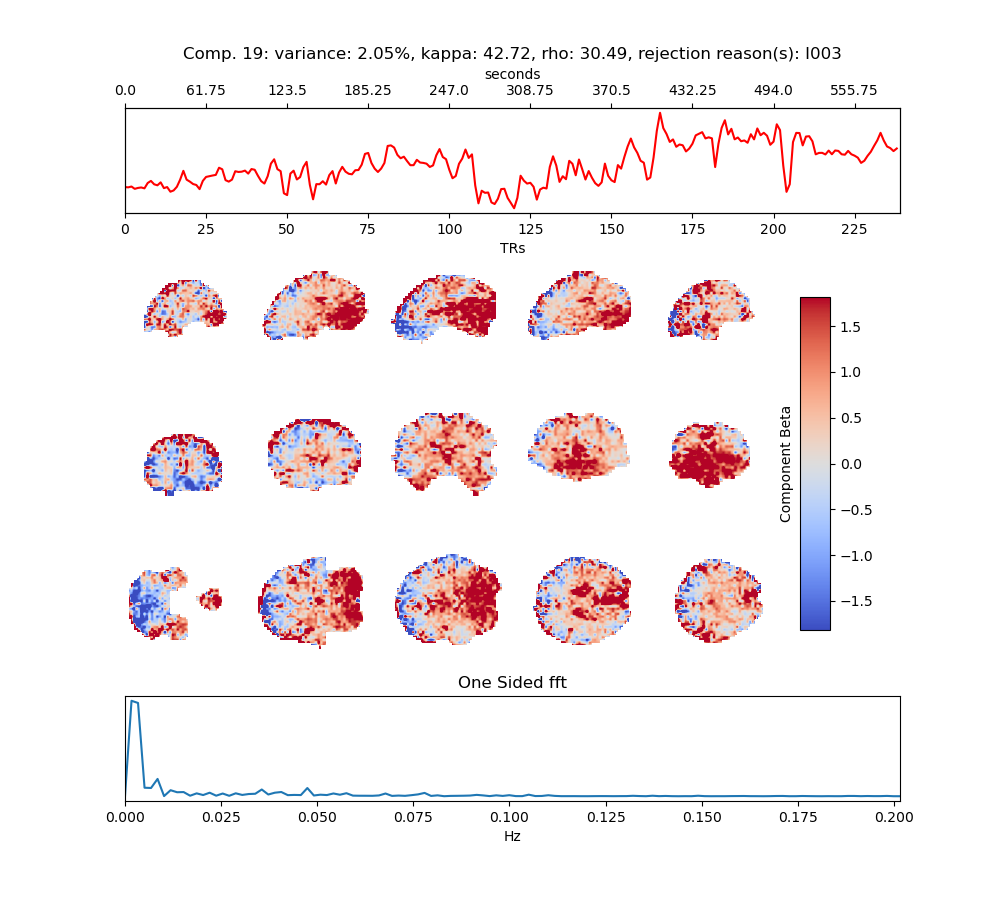 Comp. 19: variance: 2.05%, kappa: 42.72, rho: 30.49, rejection reason(s): I003
seconds
0.0 61.75 123.5 185.25 247.0 308.75 370.5 432.25 494.0 555.75
0 25 50 75 100 125 150 175 200 225
TRs
Component Beta
1.5
1.0
0.5
0.0
−0.5
−1.0
−1.5
One Sided fft
0.000 0.025 0.050 0.075 0.100 0.125 0.150 0.175 0.200
Hz